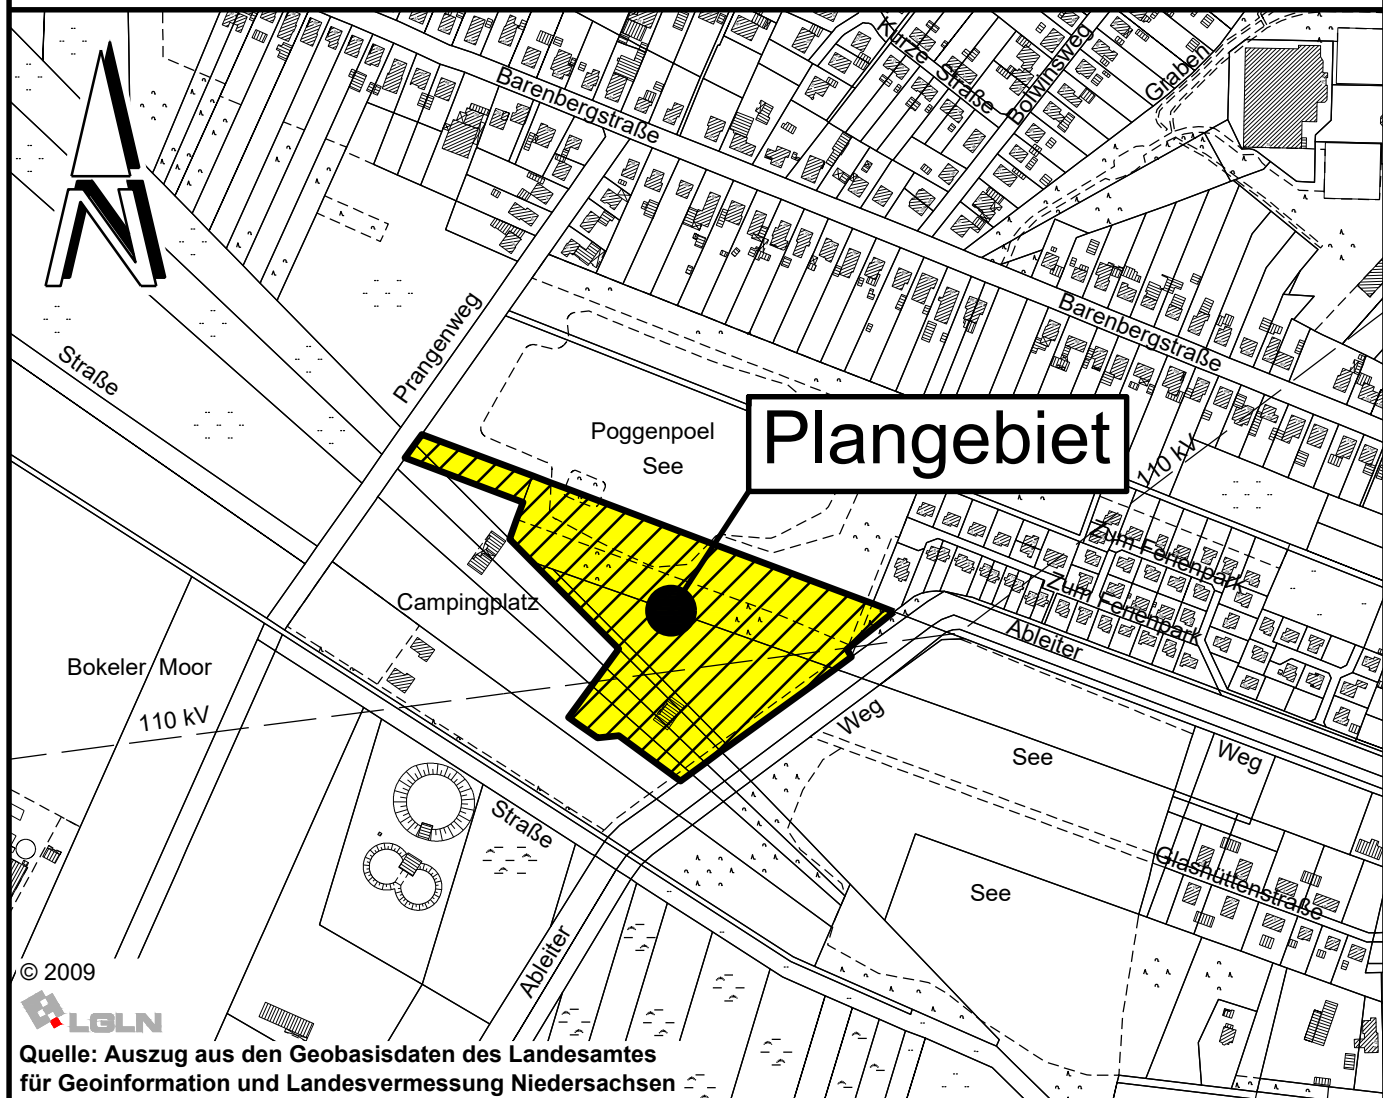 Kurze Straße
Bolwinsweg
Graben
Barenbergstraße
Prangenweg
Straße
Barenbergstraße
Poggenpoel
See
Plangebiet
110 kV
Zum Ferienpark
Zum Ferienpark
Campingplatz
Ableiter
Bokeler Moor
110 kV
Weg
See
Weg
Straße
Glashüttenstraße
See
Ableiter
N
© 2009
LGLN
Quelle: Auszug aus den Geobasisdaten des Landesamtes
für Geoinformation und Landesvermessung Niedersachsen